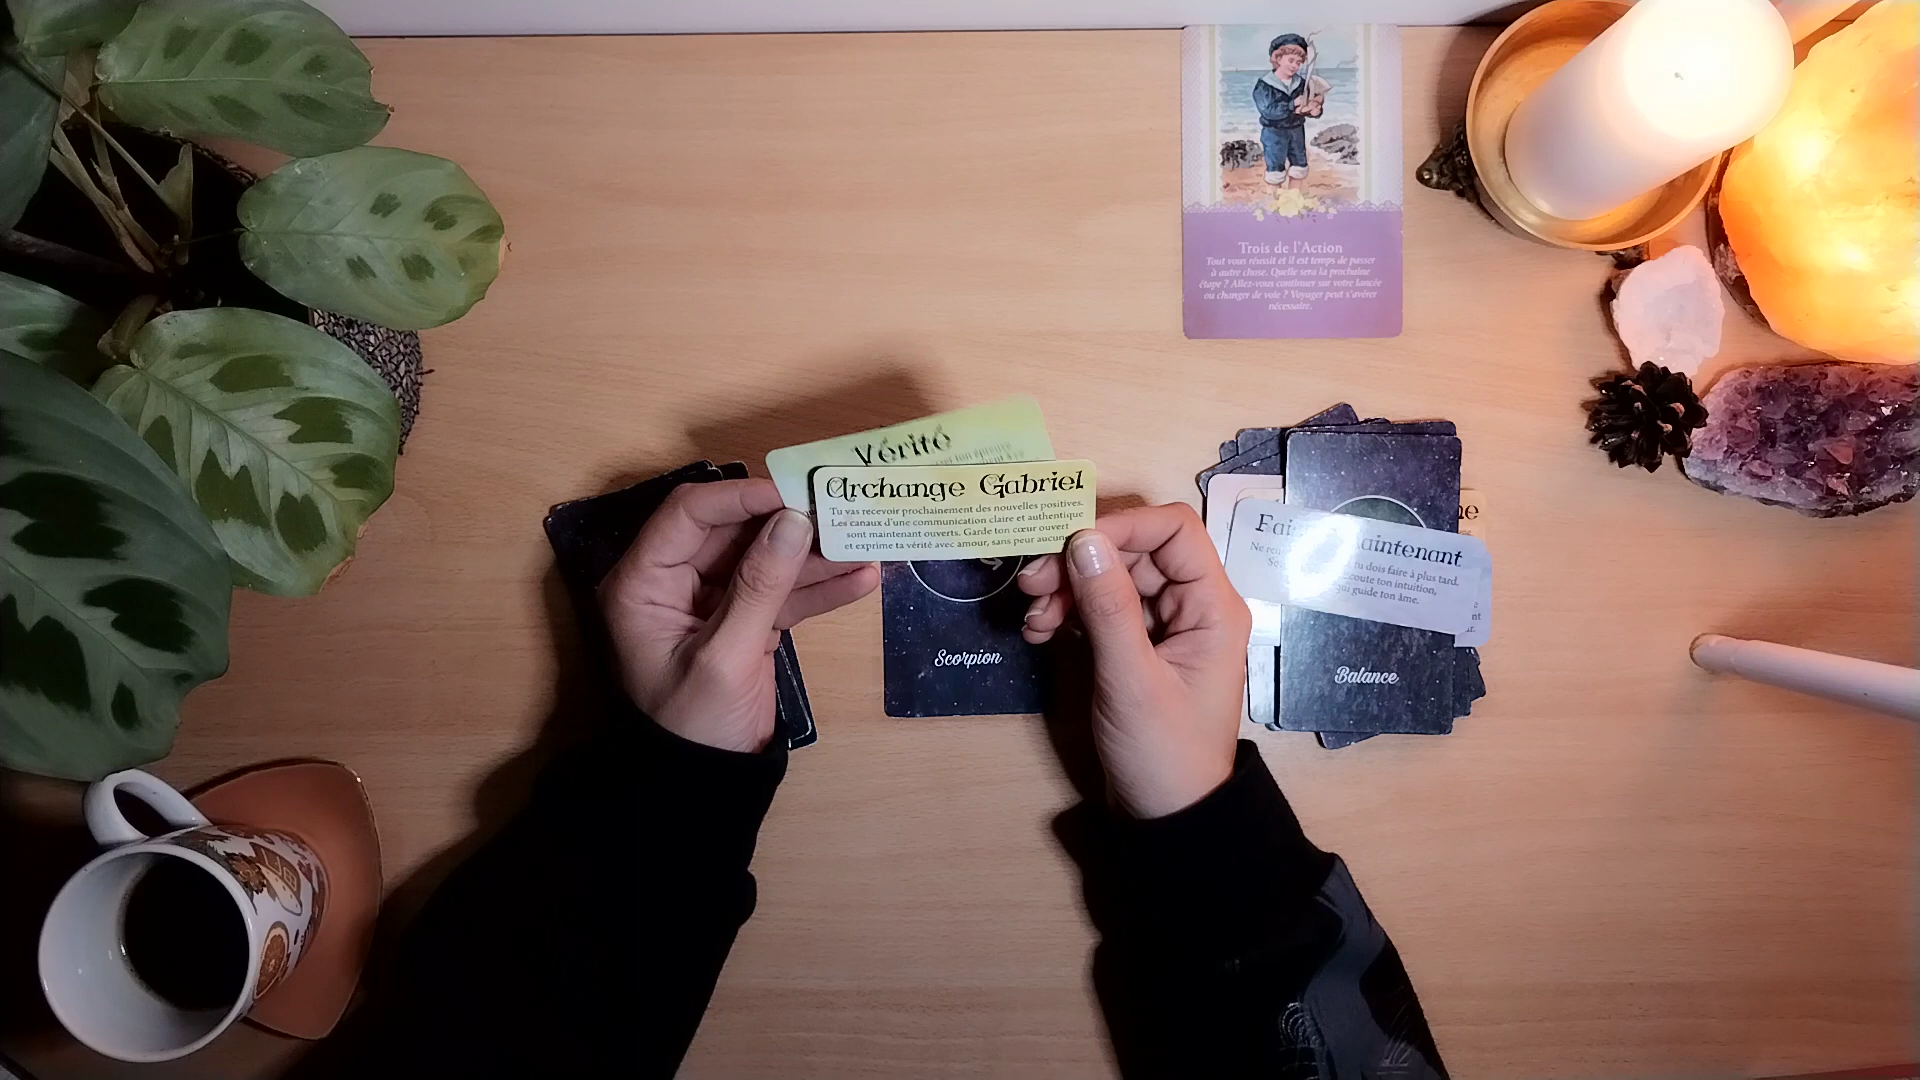 Trois de l'Action
Tout vous réussit et il est temps de passer
à autre chose. Quelle sera la prochaine
étape ? Allez-vous continuer sur votre lancée
ou changer de voie ? Voyager peut s'avérer
nécessaire.
Vérité
Archange Gabriel
Tu vas recevoir prochainement des nouvelles positives.
Les canaux d'une communication claire et authentique
sont maintenant ouverts. Garde ton cœur ouvert
et exprime ta vérité avec amour, sans peur
Scorpion
Maintenant
tu dois faire à plus tard.
ton intuition,
guide ton âme.
Balance